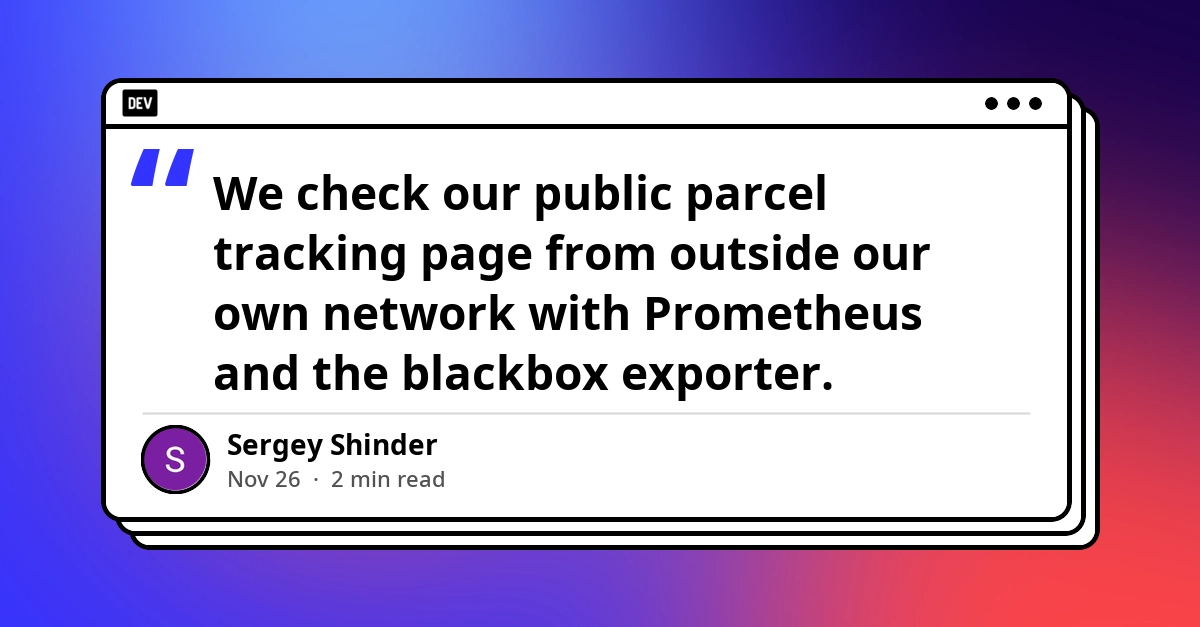 DEV
“
We check our public parcel
tracking page from outside our
own network with Prometheus
and the blackbox exporter.
S
Sergey Shinder
Nov 26 · 2 min read